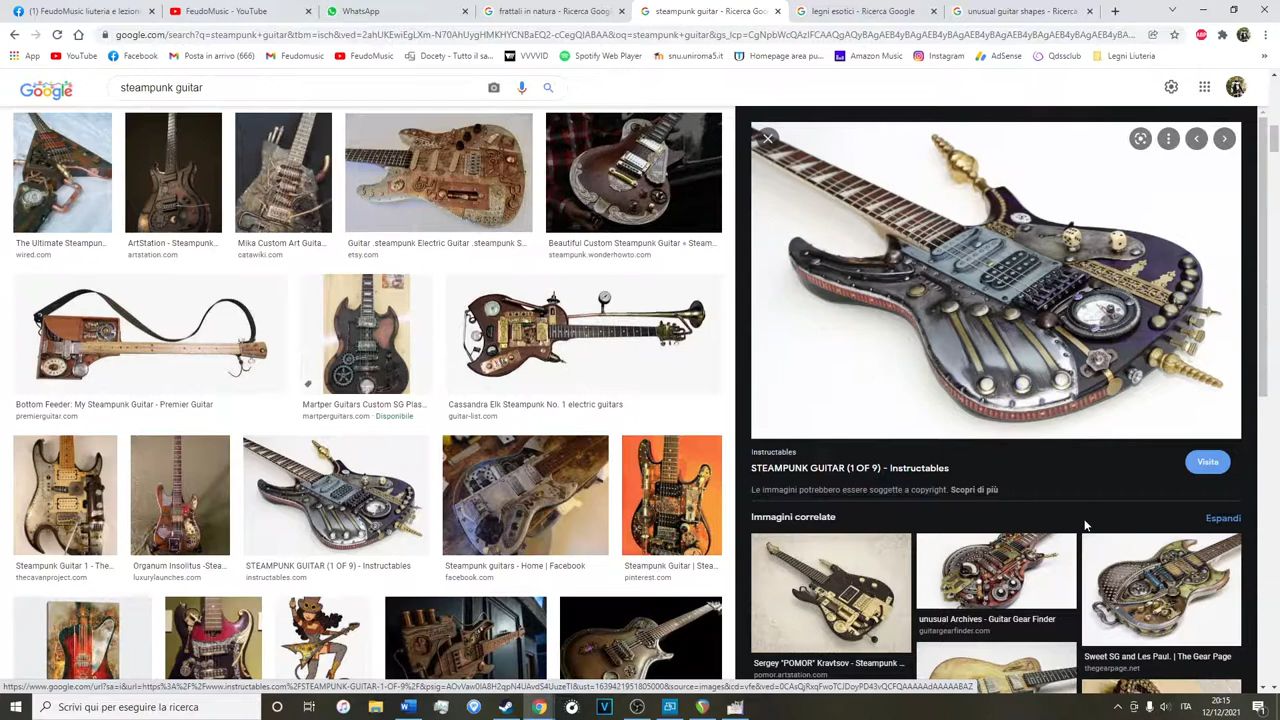 (1) FeudoMusic - YouTube
WhatsApp
frattali in natura - Ricerca Googl
steampunk guitar - Ricerca Goog
legni esotici - Ricerca Google
unusual guitar shapes - Ricerca
App
YouTube
Facebook
Posta in arrivo (666)
Feudomusic
FeudoMusic
Docety - Tutto il sa...
VVVVID
Spotify Web Player
snu.uniroma5.it
Homepage area pu...
Amazon Music
Instagram
AdSense
Qdssclub
Legni Liuteria
Google
steampunk guitar
The Ultimate Steampun...
wired.com
ArtStation - Steampunk...
artstation.com
Mika Custom Art Guita...
catawiki.com
Guitar .steampunk Electric Guitar .steampunk S...
etsy.com
Beautiful Custom Steampunk Guitar « Steam...
steampunk.wonderhowto.com
Bottom Feeder: My Steampunk Guitar - Premier Guitar
premierguitar.com
Martper Guitars Custom SG Plas...
martperguitars.com · Disponibile
Cassandra Elk Steampunk No. 1 electric guitars
guitar-list.com
Steampunk Guitar 1 - The...
thecavanproject.com
Organum Insolitus -Stea...
luxurylaunches.com
STEAMPUNK GUITAR (1 OF 9) - Instructables
instructables.com
Steampunk guitars - Home | Facebook
facebook.com
Steampunk Guitar | Stea...
pinterest.com
Instructables
STEAMPUNK GUITAR (1 OF 9) - Instructables
Visita
Le immagini potrebbero essere soggette a copyright. Scopri di più
Immagini correlate
Espandi
Sergey "POMOR" Kravtsov - Steampunk ...
pomor.artstation.com
unusual Archives - Guitar Gear Finder
guitargearfinder.com
Sweet SG and Les Paul. | The Gear Page
thegearpage.net
Scrivi qui per eseguire la ricerca
ITA
20:15
12/12/2021